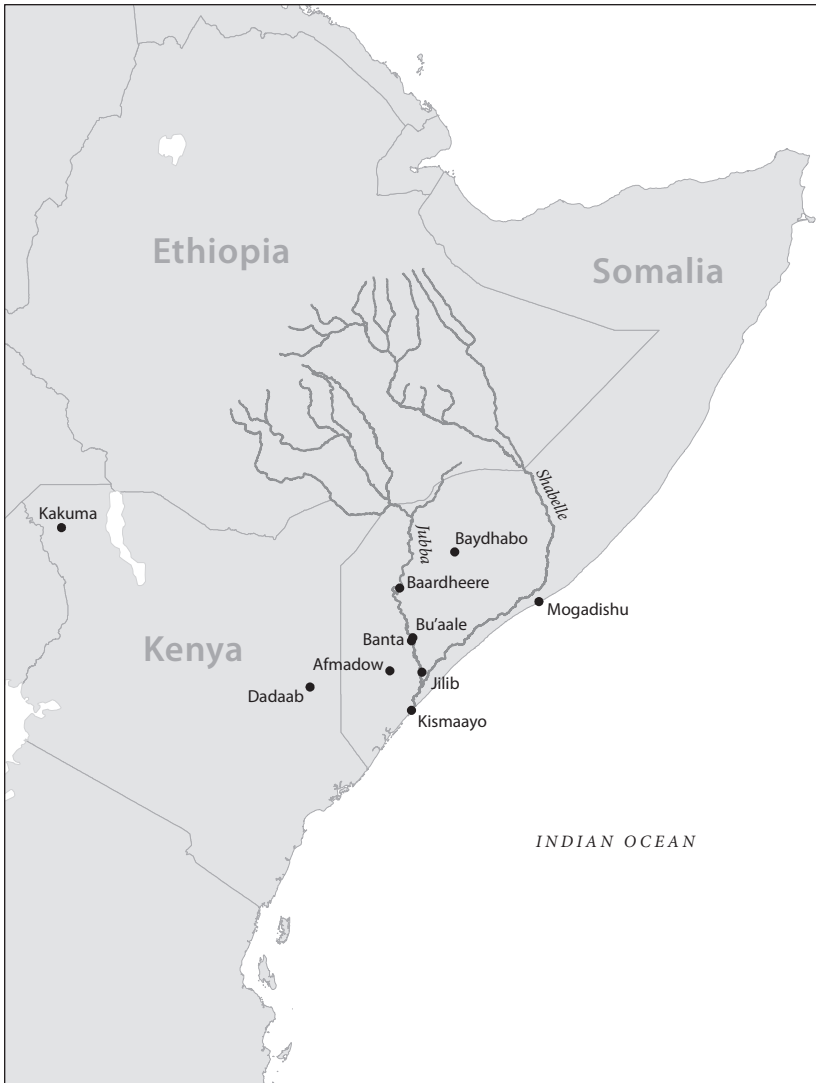 Ethiopia
Somalia
Shabelle
Kakuma
Jubba
Baydhabo
Baardheere
Mogadishu
Bu’aale
Banta
Kenya
Afmadow
Jilib
Dadaab
Kismaayo
INDIAN OCEAN